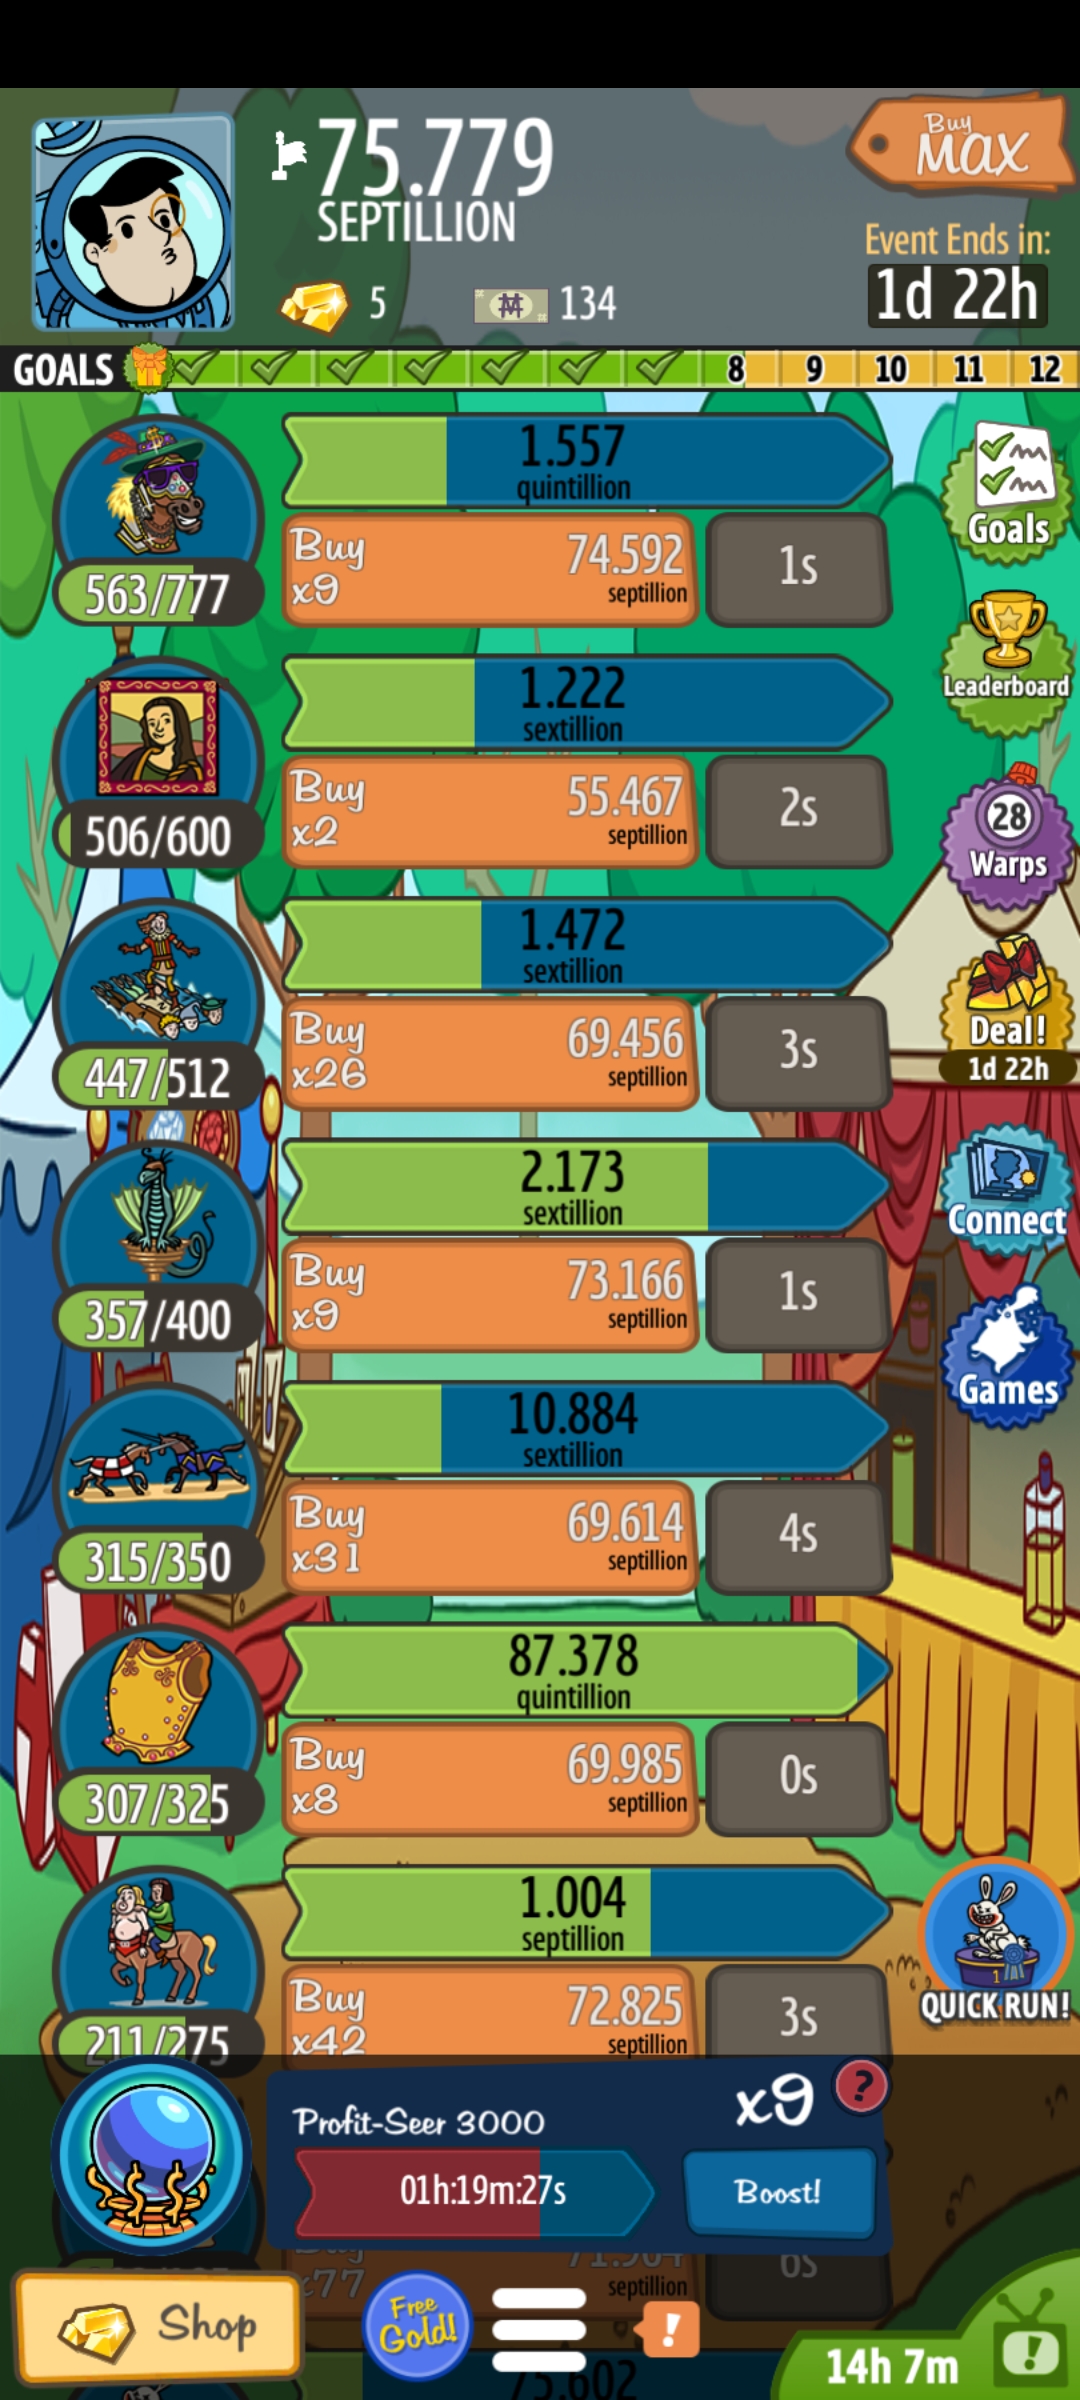 75.779
SEPTILLION
5
134
Buy
MAX
Event Ends in:
1d 22h
GOALS
8
9
10
11
12
1.557
quintillion
Buy
x9
74.592
septillion
1s
563/777
Goals
1.222
sextillion
Buy
x2
55.467
septillion
2s
506/600
Leaderboard
28
Warps
1.472
sextillion
Buy
x26
69.456
septillion
3s
447/512
Deal!
1d 22h
2.173
sextillion
Buy
x9
73.166
septillion
1s
357/400
Connect
Games
10.884
sextillion
Buy
x31
69.614
septillion
4s
315/350
87.378
quintillion
Buy
x8
69.985
septillion
0s
307/325
1.004
septillion
Buy
x42
72.825
septillion
3s
211/275
1
QUICK RUN!
Profit-Seer 3000
x9
?
01h:19m:27s
Boost!
x77
septillion
Shop
Free
Gold!
!
14h 7m
!